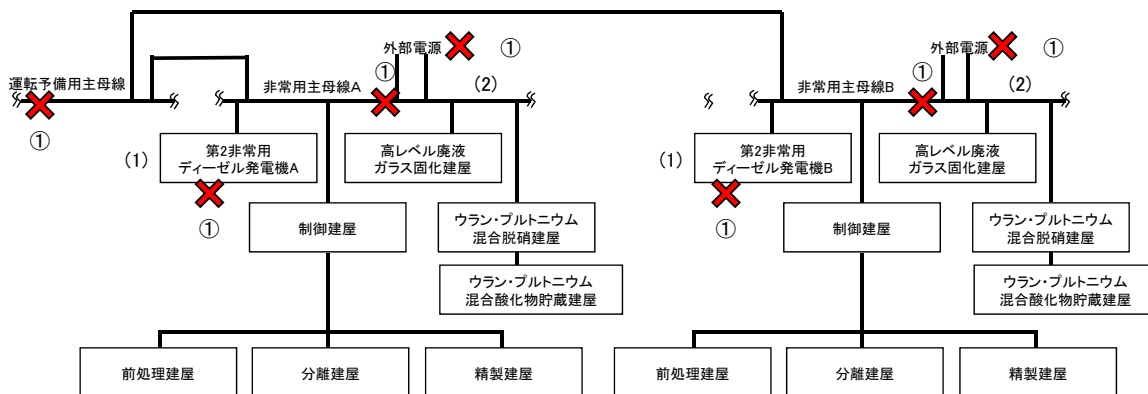 外部電源
①
外部電源
①
運転予備用主母線
非常用主母線A
①
(2)
非常用主母線B
①
(2)
①
(1)
第2非常用
ディーゼル発電機A
高レベル廃液
ガラス固化建屋
(1)
第2非常用
ディーゼル発電機B
高レベル廃液
ガラス固化建屋
①
①
制御建屋
ウラン・プルトニウム
混合脱硝建屋
制御建屋
ウラン・プルトニウム
混合脱硝建屋
ウラン・プルトニウム
混合酸化物貯蔵建屋
ウラン・プルトニウム
混合酸化物貯蔵建屋
前処理建屋
分離建屋
精製建屋
前処理建屋
分離建屋
精製建屋